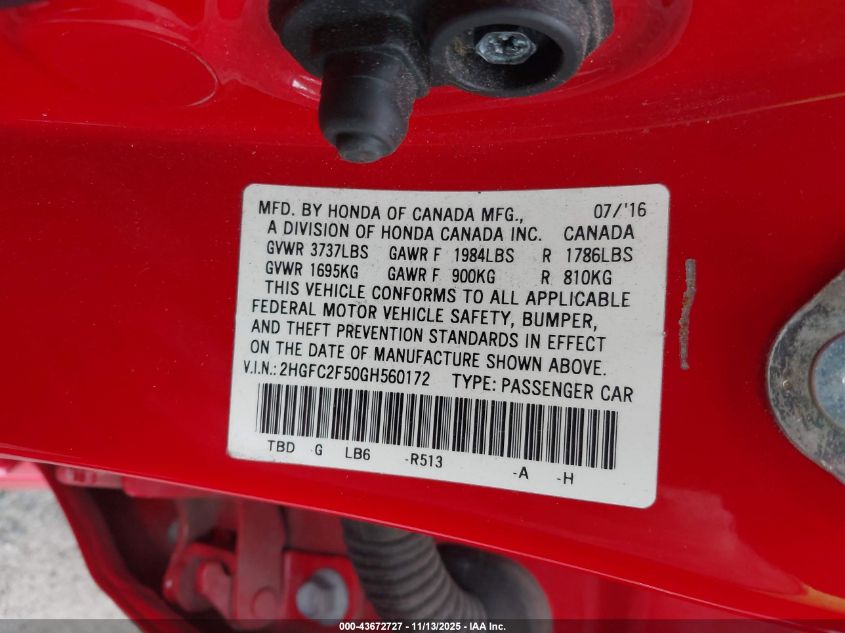 MFD. BY HONDA OF CANADA MFG., 07/'16
A DIVISION OF HONDA CANADA INC. CANADA
GVWR 3737LBS GAWR F 1984LBS R 1786LBS
GVWR 1695KG GAWR F 900KG R 810KG
THIS VEHICLE CONFORMS TO ALL APPLICABLE
FEDERAL MOTOR VEHICLE SAFETY, BUMPER,
AND THEFT PREVENTION STANDARDS IN EFFECT
ON THE DATE OF MANUFACTURE SHOWN ABOVE.
V.I.N.: 2HGFC2F50GH560172 TYPE: PASSENGER CAR
TBD G LB6 -R513 -A -H
000-43672727 - 11/13/2025 - IAA Inc.